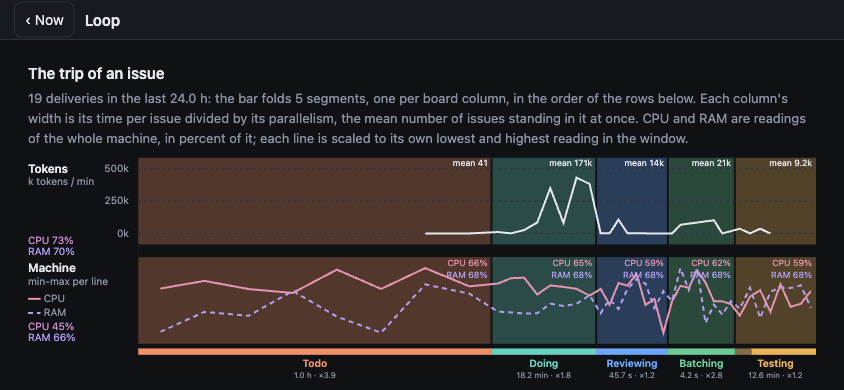 ‹ Now
Loop
The trip of an issue
19 deliveries in the last 24.0 h: the bar folds 5 segments, one per board column, in the order of the rows below. Each column's
width is its time per issue divided by its parallelism, the mean number of issues standing in it at once. CPU and RAM are readings
of the whole machine, in percent of it; each line is scaled to its own lowest and highest reading in the window.
Tokens
k tokens / min
500k
250k
0k
mean 41
mean 171k
mean 14k
mean 21k
mean 9.2k
CPU 73%
RAM 70%
Machine
min-max per line
CPU
RAM
CPU 45%
RAM 66%
CPU 66%
RAM 68%
CPU 65%
RAM 68%
CPU 59%
RAM 68%
CPU 62%
RAM 68%
CPU 59%
RAM 68%
Todo
1.0 h · ×3.9
Doing
18.2 min · ×1.8
Reviewing
45.7 s · ×1.2
Batching
4.2 s · ×2.8
Testing
12.6 min · ×1.2